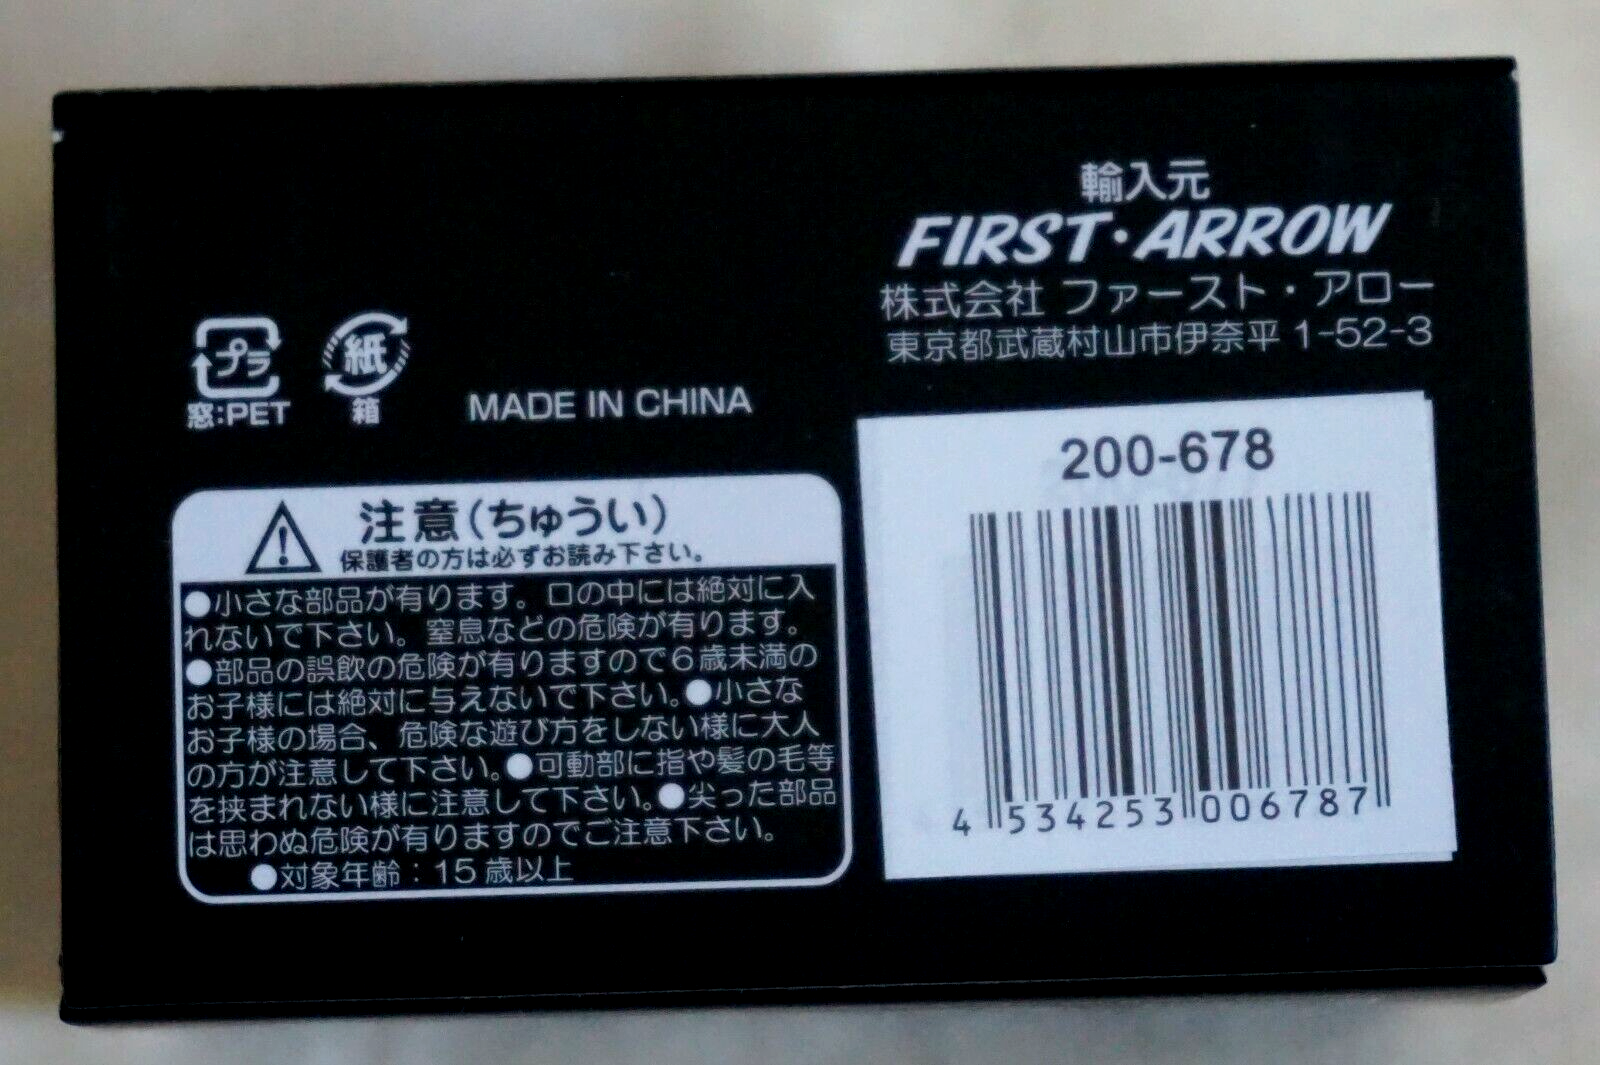 輸入元
FIRST・ARROW
株式会社 ファースト・アロー
東京都武蔵村山市伊奈平 1-52-3
プラ
窓:PET
紙
箱
MADE IN CHINA
注意(ちゅうい)
保護者の方は必ずお読み下さい。
●小さな部品が有ります。口の中には絶対に入
れないで下さい。窒息などの危険が有ります。
●部品の誤飲の危険が有りますので6歳未満の
お子様には絶対に与えないで下さい。●小さな
お子様の場合、危険な遊び方をしない様に大人
の方が注意して下さい。●可動部に指や髪の毛等
を挟まれない様に注意して下さい。●尖った部品
は思わぬ危険が有りますのでご注意下さい。
●対象年齢：15歳以上
200-678
4 534253 006787